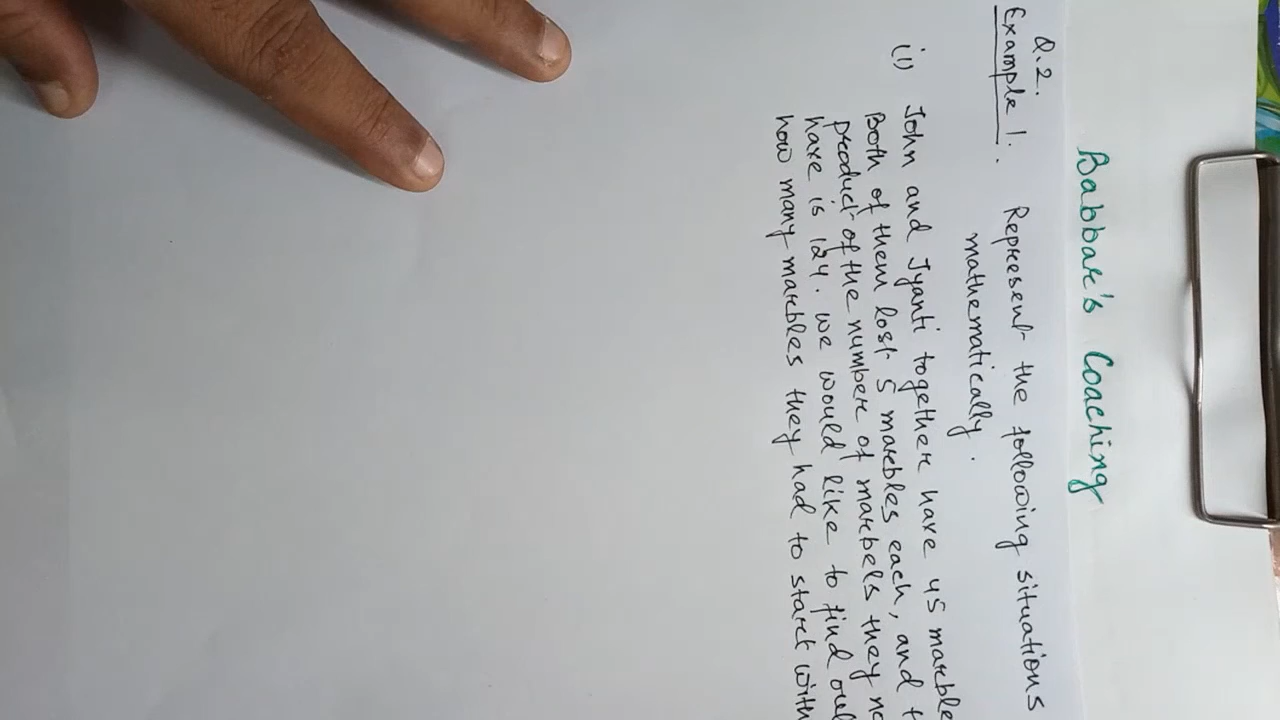 Babbar's Coaching
Q.2. Represent the following situations
Example 1. mathematically.
(i) John and Jyanti together have 45 marble
Both of them lost 5 marbles each, and t
product of the number of marbels they no
have is 124. we would like to find out
how many marbles they had to start with